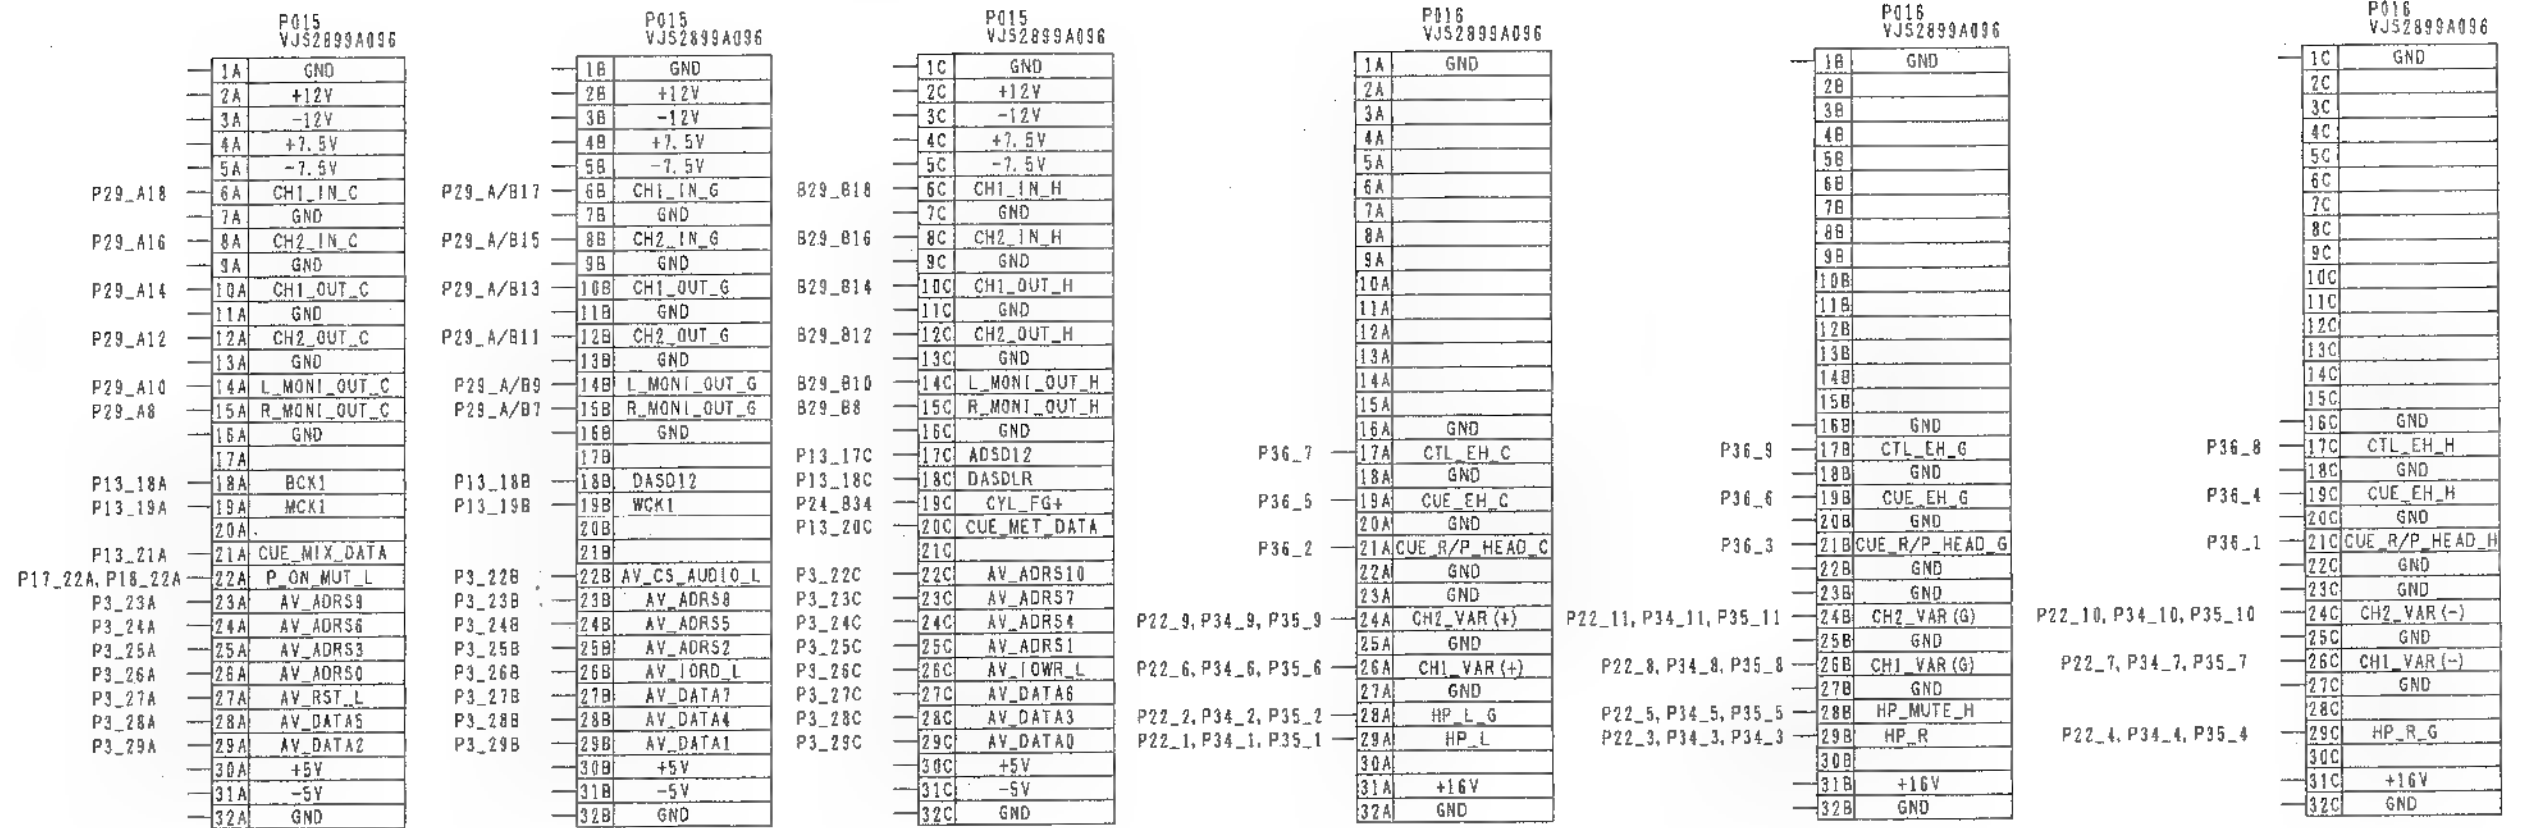 P015
VJS2899A096
1A GND
2A +12V
3A -12V
4A +7.5V
5A -7.5V
P29_A18 6A CH1_IN_C
7A GND
P29_A16 8A CH2_IN_C
9A GND
P29_A14 10A CH1_OUT_C
11A GND
P29_A12 12A CH2_OUT_C
13A GND
P29_A10 14A L_MONI_OUT_C
P29_A8 15A R_MONI_OUT_C
16A GND
17A
P13_18A 18A BCK1
P13_19A 19A MCK1
20A
P13_21A 21A CUE_MIX_DATA
P17_22A, P18_22A 22A P_ON_MUT_L
P3_23A 23A AV_ADRS9
P3_24A 24A AV_ADRS6
P3_25A 25A AV_ADRS3
P3_26A 26A AV_ADRS0
P3_27A 27A AV_RST_L
P3_28A 28A AV_DATA5
P3_29A 29A AV_DATA2
30A +5V
31A -5V
32A GND
P015
VJS2899A096
1B GND
2B +12V
3B -12V
4B +7.5V
5B -7.5V
P29_A/B17 6B CH1_IN_G
7B GND
P29_A/B15 8B CH2_IN_G
9B GND
P29_A/B13 10B CH1_OUT_G
11B GND
P29_A/B11 12B CH2_OUT_G
13B GND
P29_A/B9 14B L_MONI_OUT_G
P29_A/B7 15B R_MONI_OUT_G
16B GND
17B
P13_18B 18B DASD12
P13_19B 19B WCK1
20B
21B
P3_22B 22B AV_CS_AUDIO_L
P3_23B 23B AV_ADRS8
P3_24B 24B AV_ADRS5
P3_25B 25B AV_ADRS2
P3_26B 26B AV_IORD_L
P3_27B 27B AV_DATA7
P3_28B 28B AV_DATA4
P3_29B 29B AV_DATA1
30B +5V
31B -5V
32B GND
P015
VJS2899A096
1C GND
2C +12V
3C -12V
4C +7.5V
5C -7.5V
B29_B18 6C CH1_IN_H
7C GND
B29_B16 8C CH2_IN_H
9C GND
B29_B14 10C CH1_OUT_H
11C GND
B29_B12 12C CH2_OUT_H
13C GND
B29_B10 14C L_MONI_OUT_H
B29_B8 15C R_MONI_OUT_H
16C GND
P13_17C 17C ADSD12
P13_18C 18C DASDLR
P24_B34 19C CYL_FG+
P13_20C 20C CUE_MET_DATA
21C
P3_22C 22C AV_ADRS10
P3_23C 23C AV_ADRS7
P3_24C 24C AV_ADRS4
P3_25C 25C AV_ADRS1
P3_26C 26C AV_IOWR_L
P3_27C 27C AV_DATA6
P3_28C 28C AV_DATA3
P3_29C 29C AV_DATA0
30C +5V
31C -5V
32C GND
P016
VJS2899A096
1A GND
2A
3A
4A
5A
6A
7A
8A
9A
10A
11A
12A
13A
14A
15A
16A GND
P36_7 17A CTL_EH_C
18A GND
P36_5 19A CUE_EH_C
20A GND
P36_2 21A CUE_R/P_HEAD_C
22A GND
23A GND
P22_9, P34_9, P35_9 24A CH2_VAR(+)
25A GND
P22_6, P34_6, P35_6 26A CH1_VAR(+)
27A GND
P22_2, P34_2, P35_2 28A HP_L_G
P22_1, P34_1, P35_1 29A HP_L
30A
31A +16V
32A GND
P016
VJS2899A096
1B GND
2B
3B
4B
5B
6B
7B
8B
9B
10B
11B
12B
13B
14B
15B
16B GND
P36_9 17B CTL_EH_G
18B GND
P36_6 19B CUE_EH_G
20B GND
P36_3 21B CUE_R/P_HEAD_G
22B GND
23B GND
P22_11, P34_11, P35_11 24B CH2_VAR(G)
25B GND
P22_8, P34_8, P35_8 26B CH1_VAR(G)
27B GND
P22_5, P34_5, P35_5 28B HP_MUTE_H
P22_3, P34_3, P34_3 29B HP_R
30B
31B +16V
32B GND
P016
VJS2899A096
1C GND
2C
3C
4C
5C
6C
7C
8C
9C
10C
11C
12C
13C
14C
15C
16C GND
P36_8 17C CTL_EH_H
18C GND
P36_4 19C CUE_EH_H
20C GND
P36_1 21C CUE_R/P_HEAD_H
22C GND
23C GND
P22_10, P34_10, P35_10 24C CH2_VAR(-)
25C GND
P22_7, P34_7, P35_7 26C CH1_VAR(-)
27C GND
28C
P22_4, P34_4, P35_4 29C HP_R_G
30C
31C +16V
32C GND